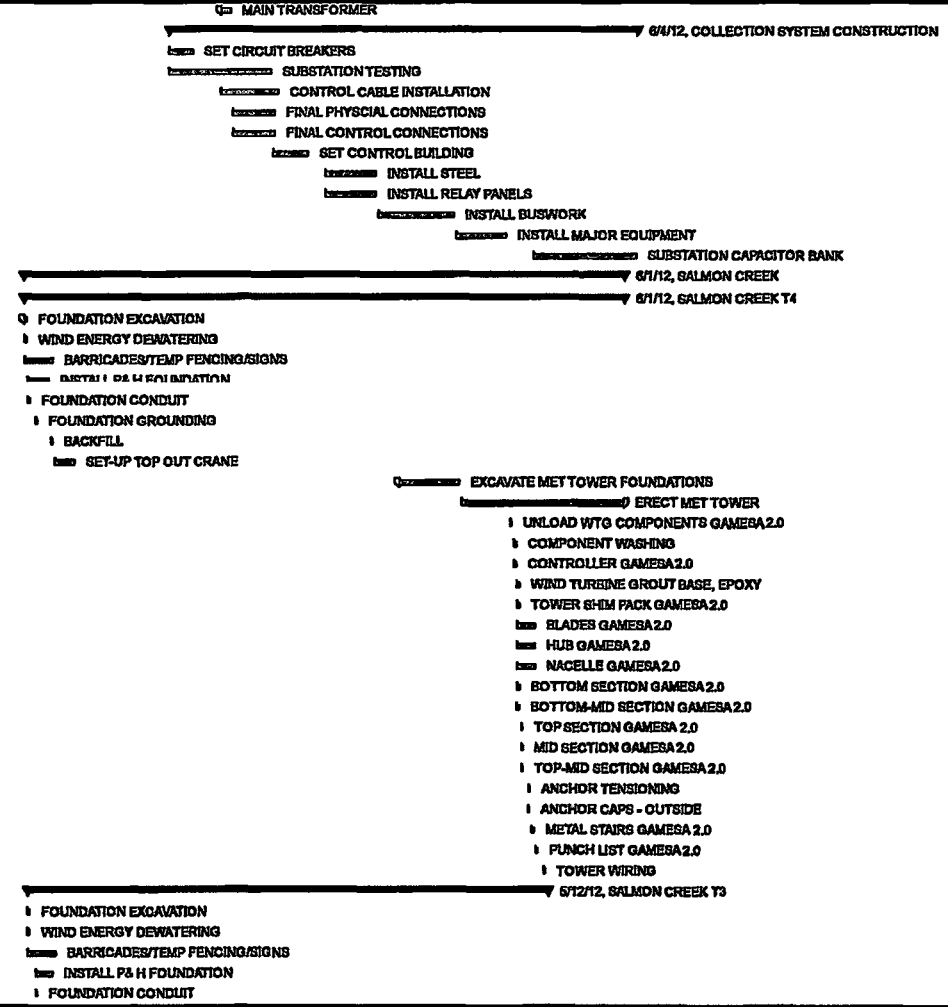 MAIN TRANSFORMER
6/4/12, COLLECTION SYSTEM CONSTRUCTION
SET CIRCUIT BREAKERS
SUBSTATION TESTING
CONTROL CABLE INSTALLATION
FINAL PHYSCIAL CONNECTIONS
FINAL CONTROL CONNECTIONS
SET CONTROL BUILDING
INSTALL STEEL
INSTALL RELAY PANELS
INSTALL BUSWORK
INSTALL MAJOR EQUIPMENT
SUBSTATION CAPACITOR BANK
6/1/12, SALMON CREEK
6/1/12, SALMON CREEK T4
FOUNDATION EXCAVATION
WIND ENERGY DEWATERING
BARRICADES/TEMP FENCING/SIGNS
INSTALL P& H FOUNDATION
FOUNDATION CONDUIT
FOUNDATION GROUNDING
BACKFILL
SET-UP TOP OUT CRANE
EXCAVATE MET TOWER FOUNDATIONS
ERECT MET TOWER
UNLOAD WTG COMPONENTS GAMESA 2.0
COMPONENT WASHING
CONTROLLER GAMESA 2.0
WIND TURBINE GROUT BASE, EPOXY
TOWER SHIM PACK GAMESA 2.0
BLADES GAMESA 2.0
HUB GAMESA 2.0
NACELLE GAMESA 2.0
BOTTOM SECTION GAMESA 2.0
BOTTOM-MID SECTION GAMESA 2.0
TOP SECTION GAMESA 2.0
MID SECTION GAMESA 2.0
TOP-MID SECTION GAMESA 2.0
ANCHOR TENSIONING
ANCHOR CAPS - OUTSIDE
METAL STAIRS GAMESA 2.0
PUNCH LIST GAMESA 2.0
TOWER WIRING
5/12/12, SALMON CREEK T3
FOUNDATION EXCAVATION
WIND ENERGY DEWATERING
BARRICADES/TEMP FENCING/SIGNS
INSTALL P& H FOUNDATION
FOUNDATION CONDUIT